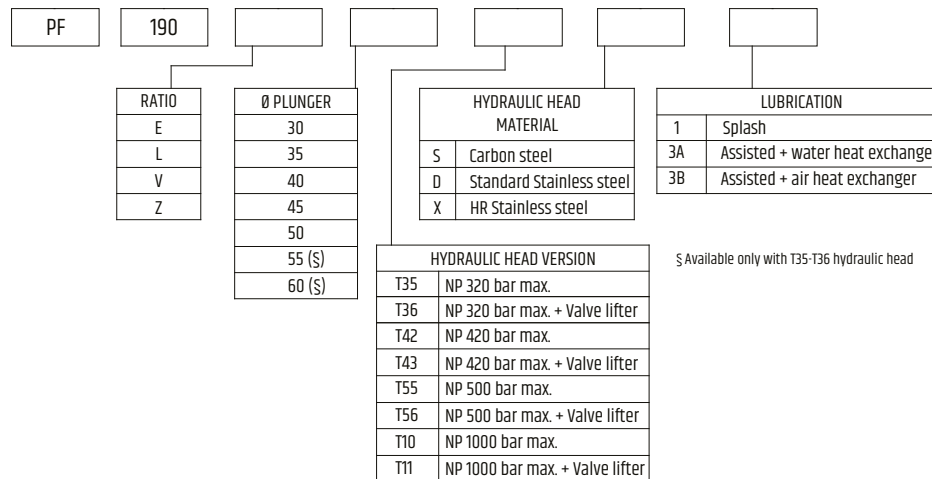 PF 190
RATIO
E
L
V
Z
Ø PLUNGER
30
35
40
45
50
55 (§)
60 (§)
HYDRAULIC HEAD
MATERIAL
S Carbon steel
D Standard Stainless steel
X HR Stainless steel
LUBRICATION
1 Splash
3A Assisted + water heat exchange
3B Assisted + air heat exchanger
HYDRAULIC HEAD VERSION
T35 NP 320 bar max.
T36 NP 320 bar max. + Valve lifter
T42 NP 420 bar max.
T43 NP 420 bar max. + Valve lifter
T55 NP 500 bar max.
T56 NP 500 bar max. + Valve lifter
T10 NP 1000 bar max.
T11 NP 1000 bar max. + Valve lifter
§ Available only with T35-T36 hydraulic head